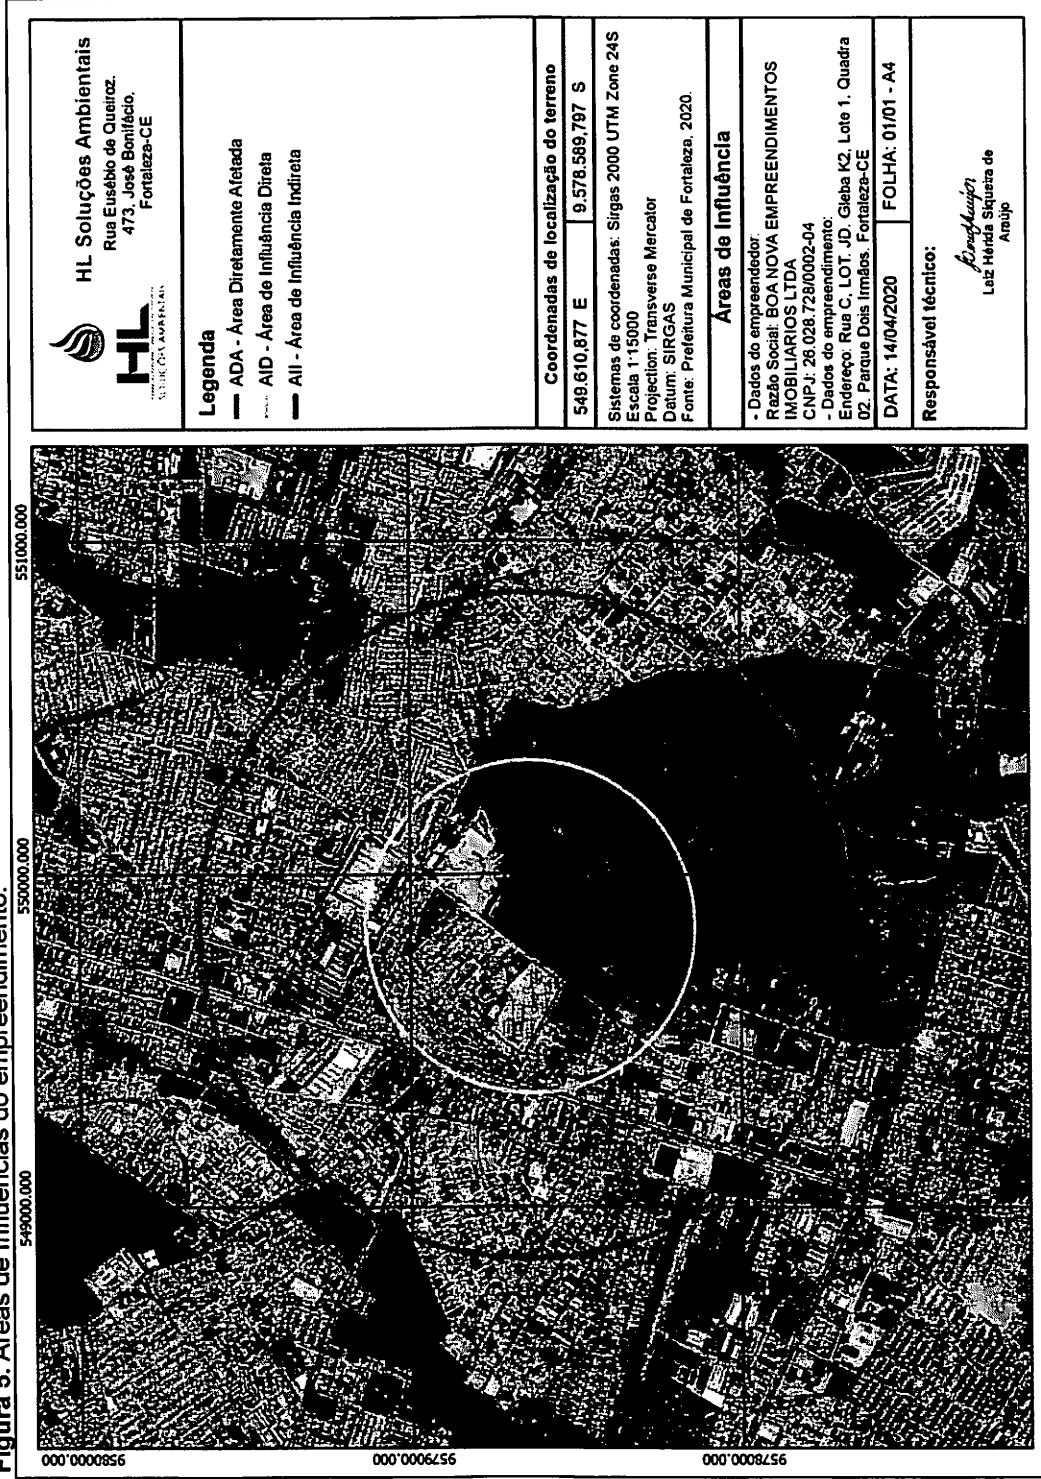 Figura 5. Áreas de influências do empreendimento.
549000.000
550000.000
551000.000
9580000.000
9579000.000
9578000.000
HL
HL Soluções Ambientais
Rua Eusébio de Queiroz.
473, José Bonifácio,
Fortaleza-CE
Legenda
ADA - Área Diretamente Afetada
AID - Área de Influência Direta
AII - Área de Influência Indireta
Coordenadas de localização do terreno
549.610,877 E
9.578.589,797 S
Sistemas de coordenadas: Sirgas 2000 UTM Zone 24S
Escala 1:15000
Projection: Transverse Mercator
Datum: SIRGAS
Fonte: Prefeitura Municipal de Fortaleza, 2020.
Áreas de Influência
- Dados do empreendedor:
Razão Social: BOA NOVA EMPREENDIMENTOS
IMOBILIARIOS LTDA
CNPJ: 26.028.728/0002-04
- Dados do empreendimento:
Endereço: Rua C, LOT. JD. Gleba K2, Lote 1, Quadra
02. Parque Dois Irmãos, Fortaleza-CE
DATA: 14/04/2020
FOLHA: 01/01 - A4
Responsável técnico:
Laiz Hérida Siqueira de
Araújo